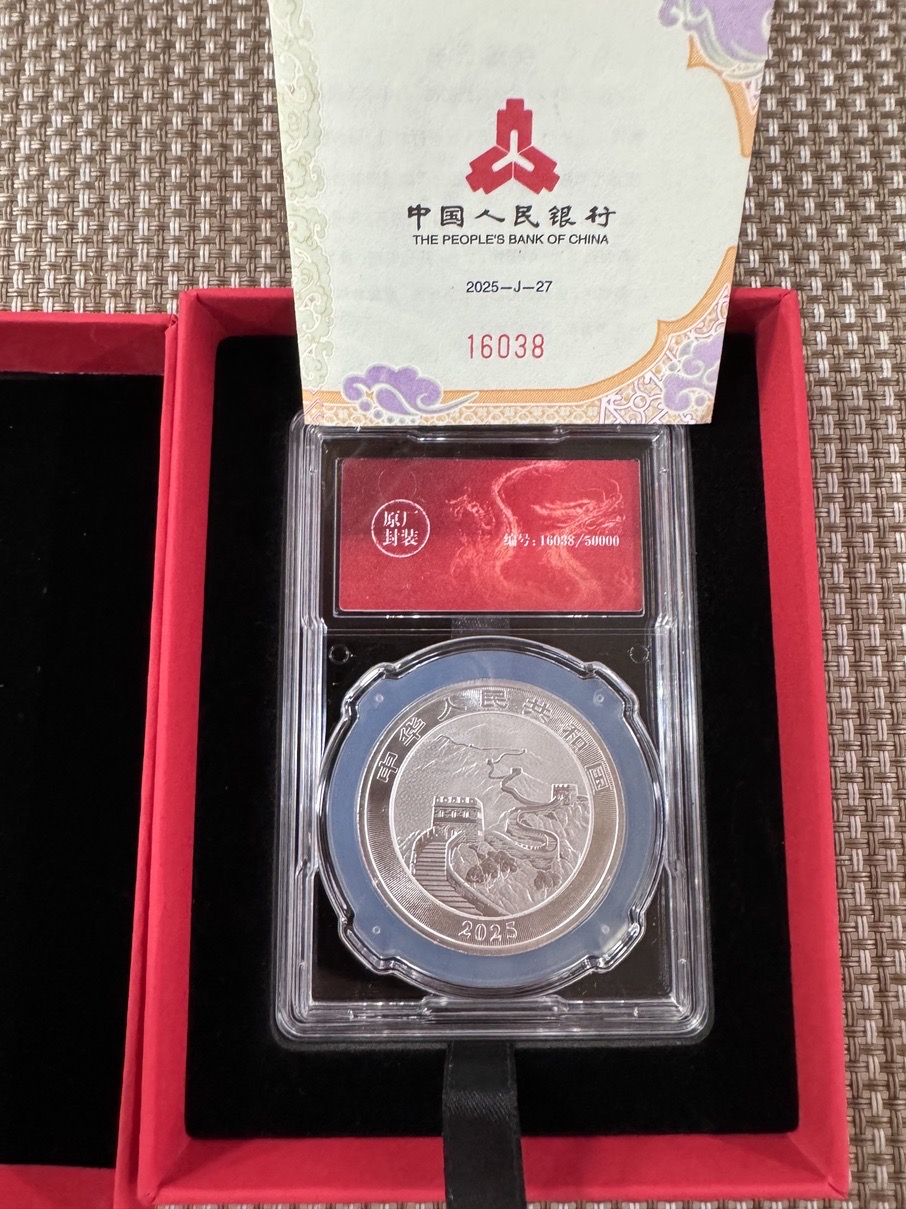 中国人民银行
THE PEOPLE'S BANK OF CHINA
2025—J—27
16038
原厂
封装
编号:16038/50000
中华人民共和国
2025